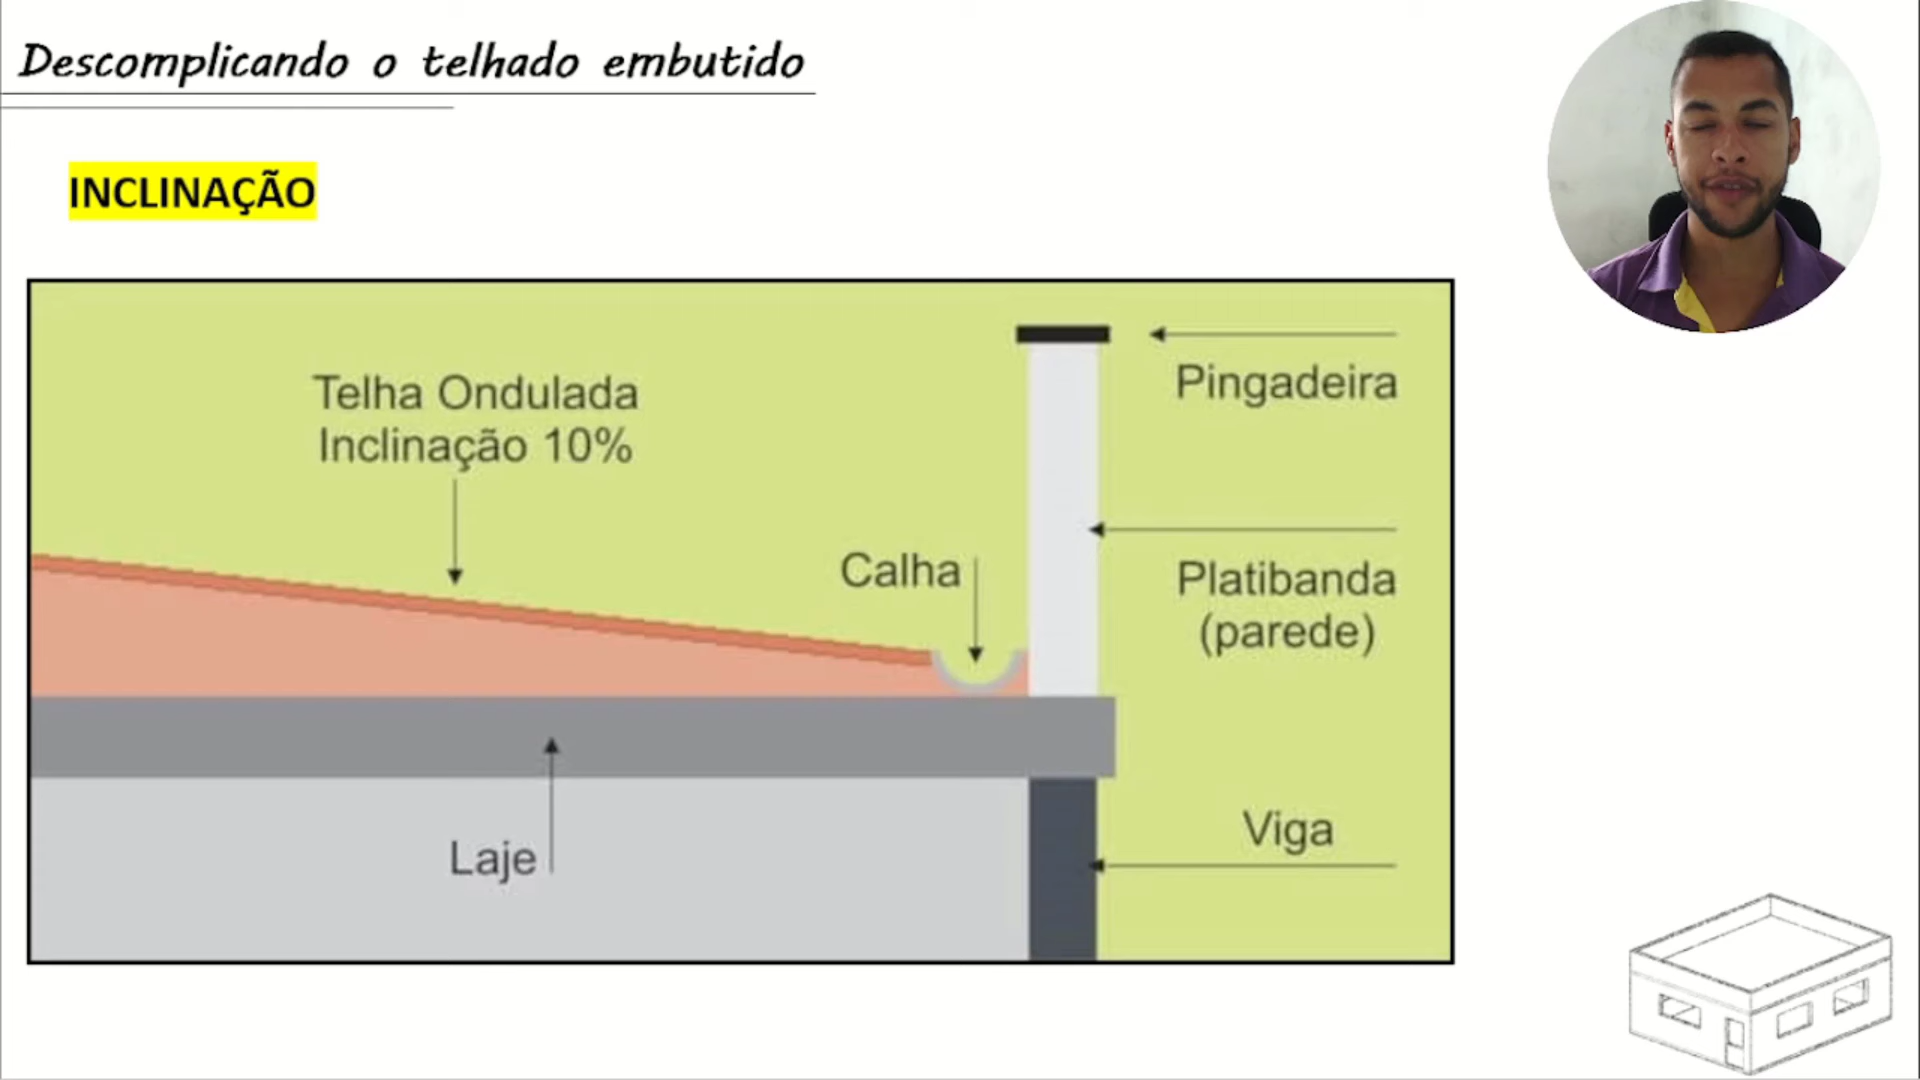 Descomplicando o telhado embutido
INCLINAÇÃO
Telha Ondulada
Inclinação 10%
Calha
Pingadeira
Platibanda
(parede)
Laje
Viga